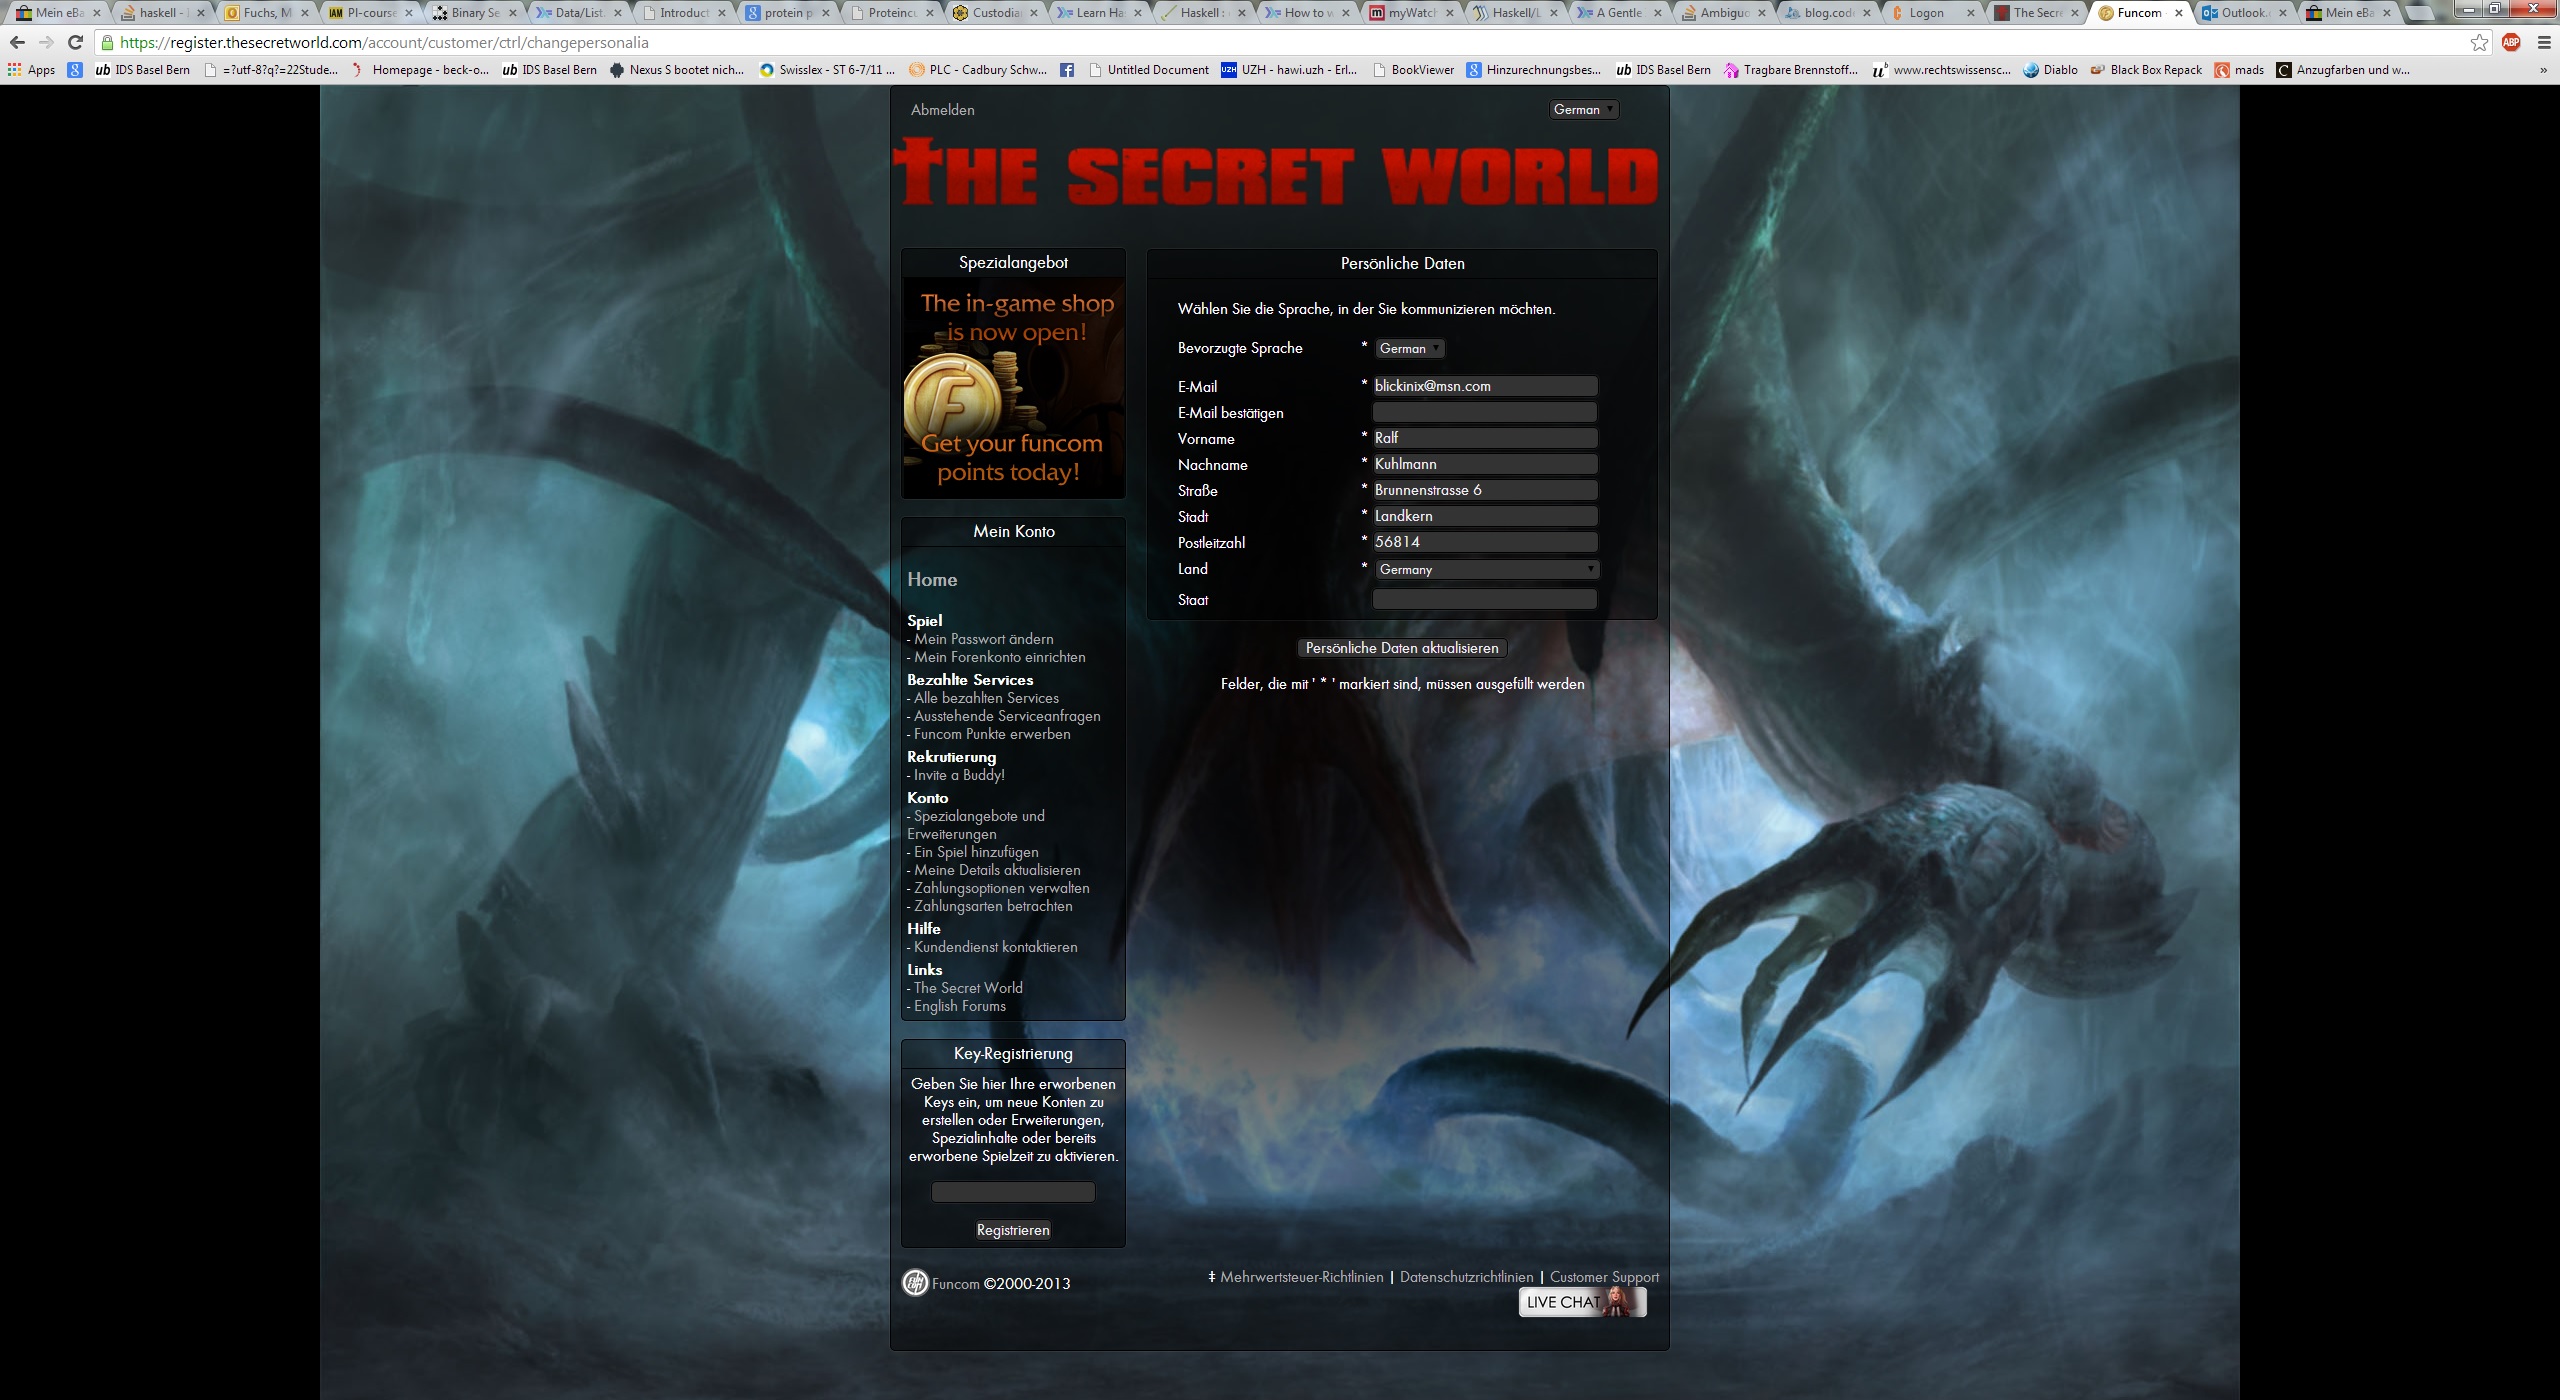 Mein eBa
haskell -
Fuchs, M
PI-course
Binary Se
Data/List.
Introduct
protein p
Proteincu
Custodia
Learn Ha
Haskell :
How to w
myWatch
Haskell/L
A Gentle
Ambiguo
blog.code
Logon
The Secre
Funcom
Outlook.
Mein eBa
https://register.thesecretworld.com/account/customer/ctrl/changepersonalia
ABP
Apps
IDS Basel Bern
=?utf-8?q?=22Stude...
Homepage - beck-o...
IDS Basel Bern
Nexus S bootet nich...
Swisslex - ST 6-7/11 ...
PLC - Cadbury Schw...
Untitled Document
UZH - hawi.uzh - Erl...
BookViewer
Hinzurechnungsbes...
IDS Basel Bern
Tragbare Brennstoff...
www.rechtswissensc...
Diablo
Black Box Repack
mads
Anzugfarben und w...
»
Abmelden
German
THE SECRET WORLD
Spezialangebot
The in-game shop
is now open!
Get your funcom
points today!
Mein Konto
Home
Spiel
- Mein Passwort ändern
- Mein Forenkonto einrichten
Bezahlte Services
- Alle bezahlten Services
- Ausstehende Serviceanfragen
- Funcom Punkte erwerben
Rekrutierung
- Invite a Buddy!
Konto
- Spezialangebote und
Erweiterungen
- Ein Spiel hinzufügen
- Meine Details aktualisieren
- Zahlungsoptionen verwalten
- Zahlungsarten betrachten
Hilfe
- Kundendienst kontaktieren
Links
- The Secret World
- English Forums
Key-Registrierung
Geben Sie hier Ihre erworbenen
Keys ein, um neue Konten zu
erstellen oder Erweiterungen,
Spezialinhalte oder bereits
erworbene Spielzeit zu aktivieren.
Registrieren
Persönliche Daten
Wählen Sie die Sprache, in der Sie kommunizieren möchten.
Bevorzugte Sprache * German
E-Mail * blickinix@msn.com
E-Mail bestätigen
Vorname * Ralf
Nachname * Kuhlmann
Straße * Brunnenstrasse 6
Stadt * Landkern
Postleitzahl * 56814
Land * Germany
Staat
Persönliche Daten aktualisieren
Felder, die mit ' * ' markiert sind, müssen ausgefüllt werden
Funcom ©2000-2013
‡ Mehrwertsteuer-Richtlinien | Datenschutzrichtlinien | Customer Support
LIVE CHAT